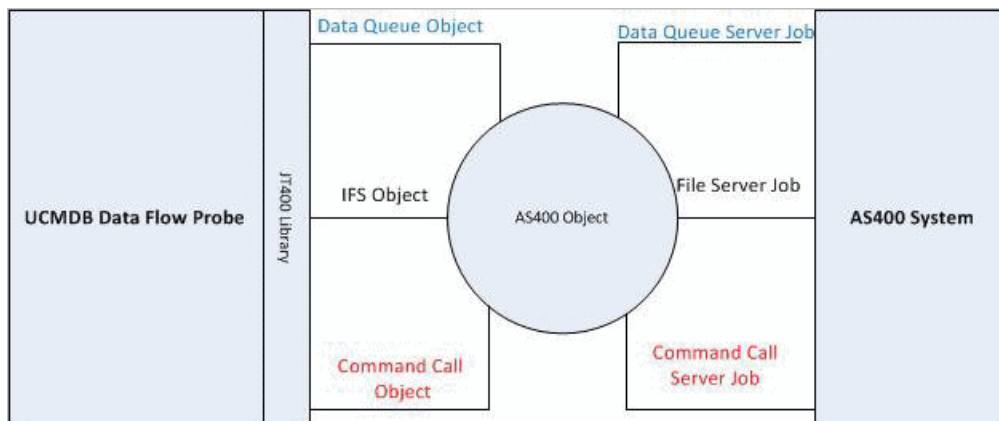 Data Queue Object
Data Queue Server Job
UCMDB Data Flow Probe
JT400 Library
IFS Object
AS400 Object
File Server Job
AS400 System
Command Call
Object
Command Call
Server Job